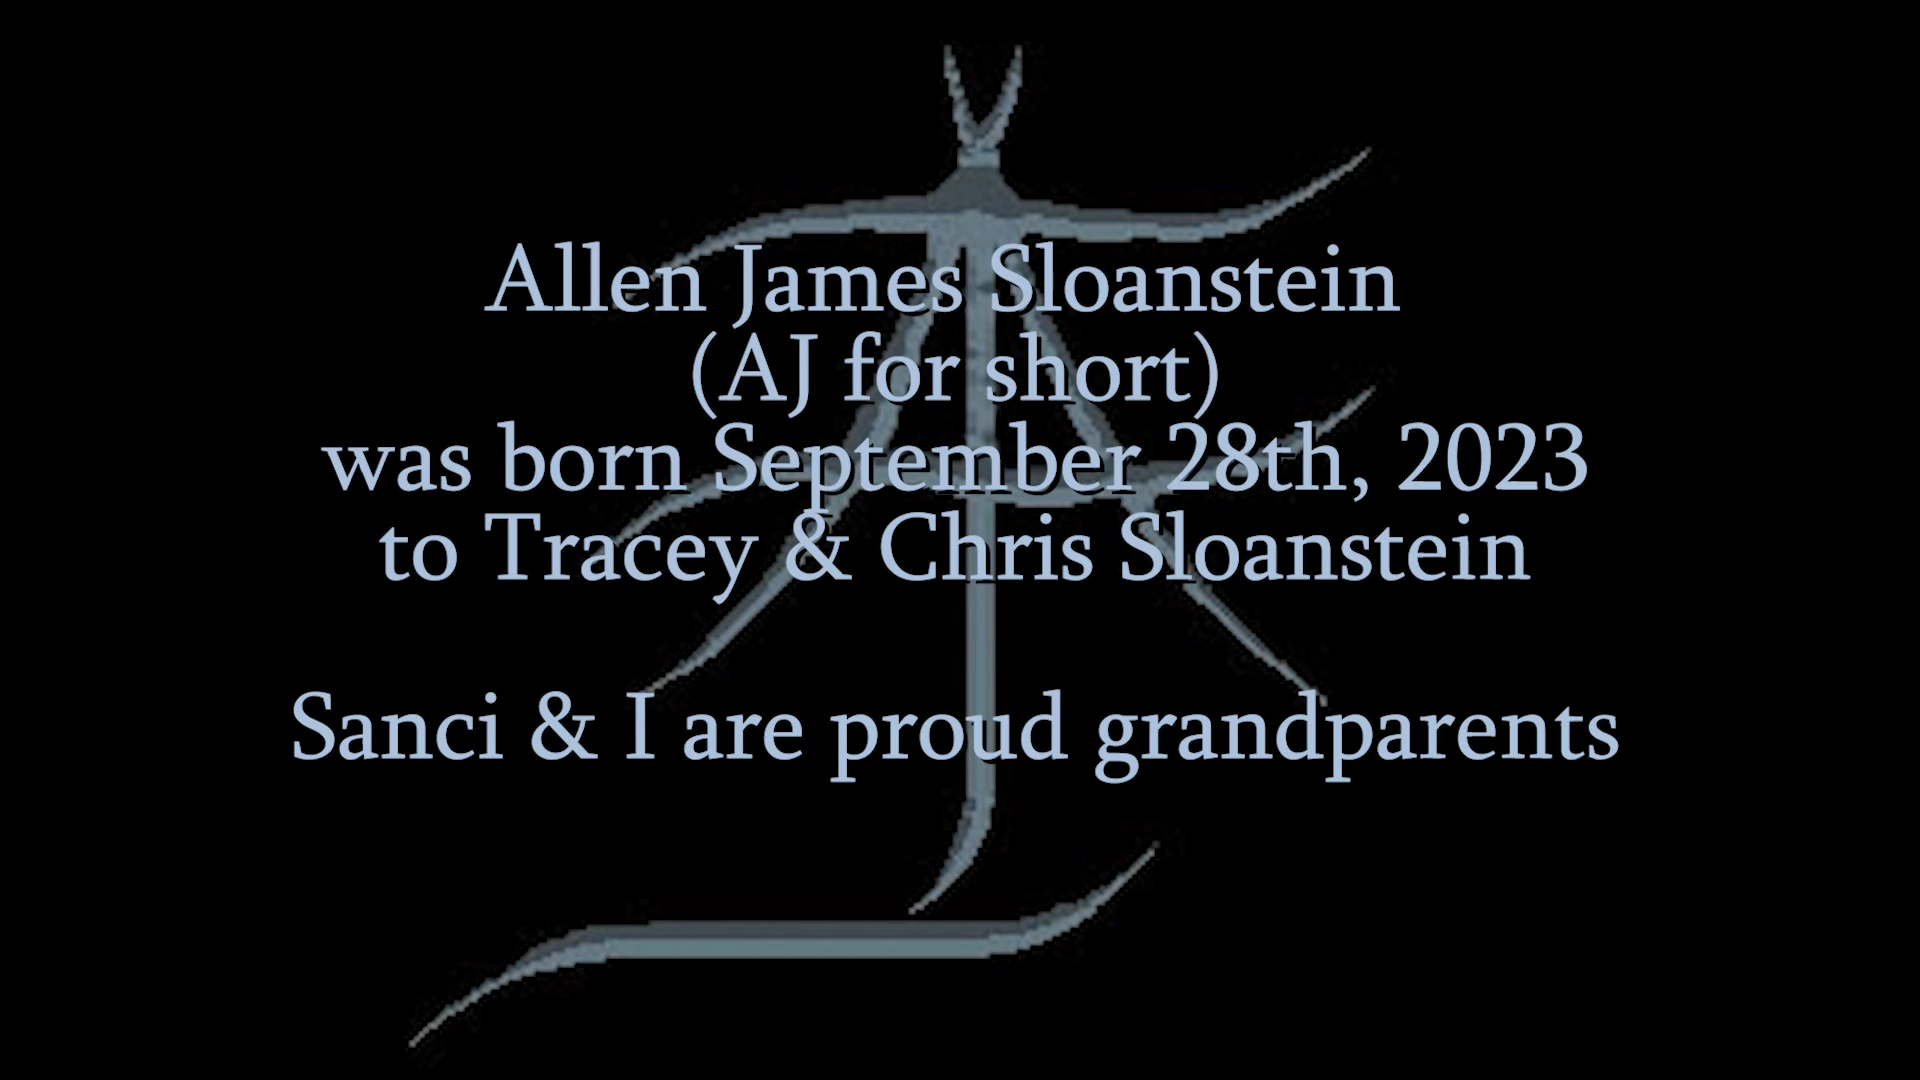 Allen James Sloanstein
(AJ for short)
was born September 28th, 2023
to Tracey & Chris Sloanstein
Sanci & I are proud grandparents